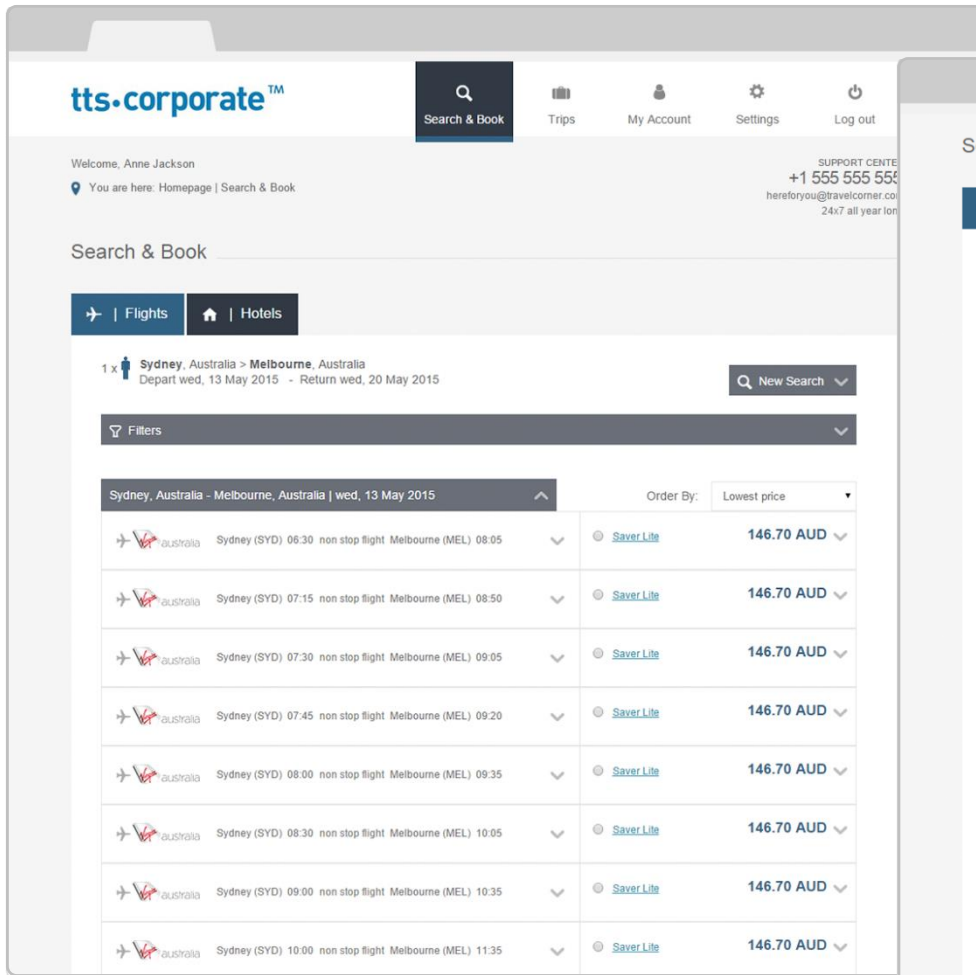 tts.corporate™
Search & Book
Trips
My Account
Settings
Log out
Welcome, Anne Jackson
You are here: Homepage | Search & Book
SUPPORT CENTE
+1 555 555 555
hereforyou@travelcorner.co
24x7 all year lon
Search & Book
| Flights
| Hotels
1 x Sydney, Australia > Melbourne, Australia
Depart wed, 13 May 2015 - Return wed, 20 May 2015
New Search
Filters
Sydney, Australia - Melbourne, Australia | wed, 13 May 2015
Order By: Lowest price
Virgin australia Sydney (SYD) 06:30 non stop flight Melbourne (MEL) 08:05 Saver Lite 146.70 AUD
Virgin australia Sydney (SYD) 07:15 non stop flight Melbourne (MEL) 08:50 Saver Lite 146.70 AUD
Virgin australia Sydney (SYD) 07:30 non stop flight Melbourne (MEL) 09:05 Saver Lite 146.70 AUD
Virgin australia Sydney (SYD) 07:45 non stop flight Melbourne (MEL) 09:20 Saver Lite 146.70 AUD
Virgin australia Sydney (SYD) 08:00 non stop flight Melbourne (MEL) 09:35 Saver Lite 146.70 AUD
Virgin australia Sydney (SYD) 08:30 non stop flight Melbourne (MEL) 10:05 Saver Lite 146.70 AUD
Virgin australia Sydney (SYD) 09:00 non stop flight Melbourne (MEL) 10:35 Saver Lite 146.70 AUD
Virgin australia Sydney (SYD) 10:00 non stop flight Melbourne (MEL) 11:35 Saver Lite 146.70 AUD